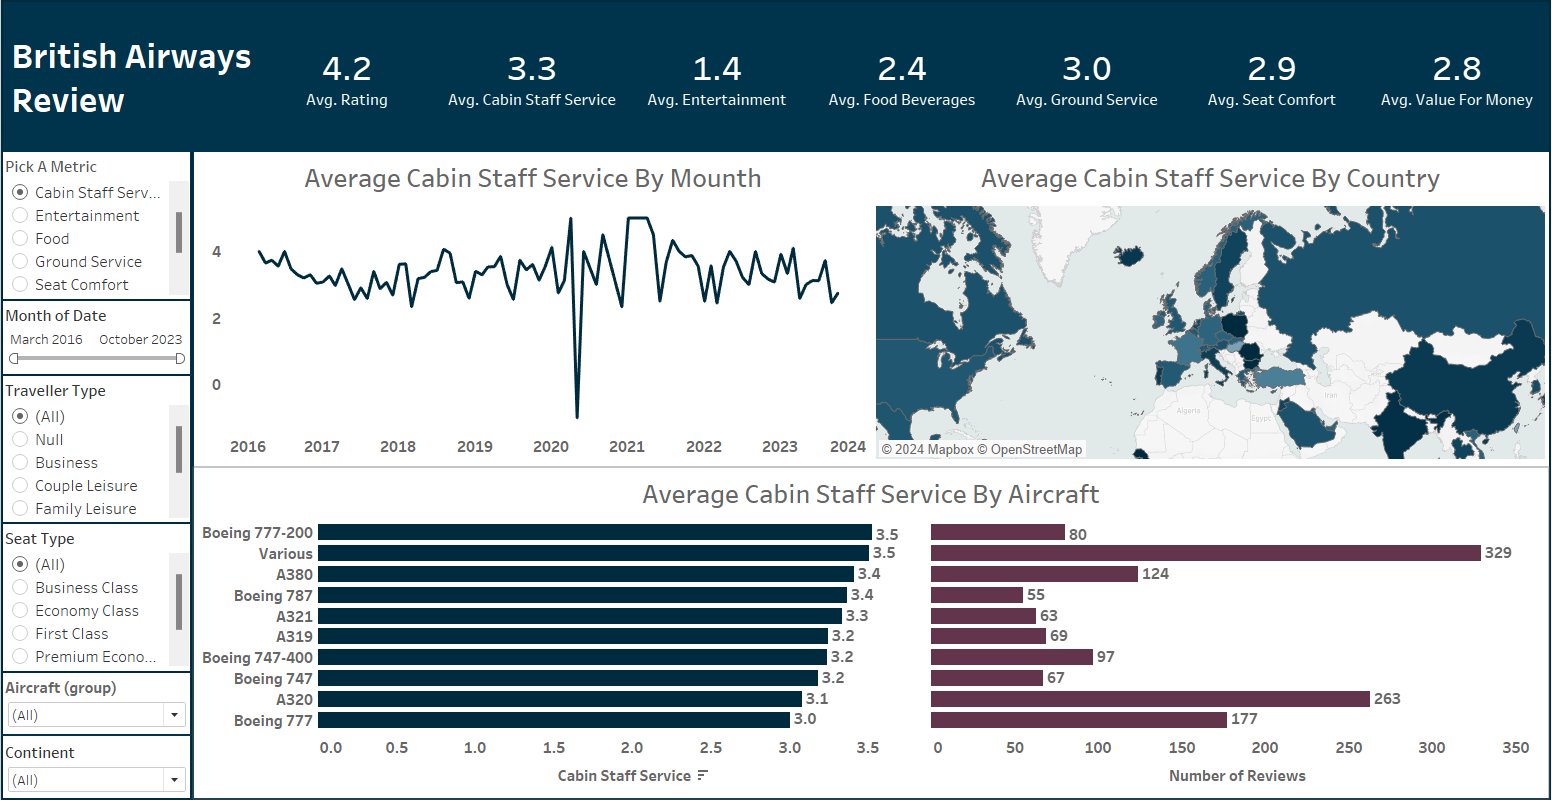 British Airways
Review
4.2
Avg. Rating
3.3
Avg. Cabin Staff Service
1.4
Avg. Entertainment
2.4
Avg. Food Beverages
3.0
Avg. Ground Service
2.9
Avg. Seat Comfort
2.8
Avg. Value For Money
Pick A Metric
Cabin Staff Serv...
Entertainment
Food
Ground Service
Seat Comfort
Month of Date
March 2016 October 2023
Traveller Type
(All)
Null
Business
Couple Leisure
Family Leisure
Seat Type
(All)
Business Class
Economy Class
First Class
Premium Econo...
Aircraft (group)
(All)
Continent
(All)
Average Cabin Staff Service By Mounth
4
2
0
2016 2017 2018 2019 2020 2021 2022 2023 2024
Average Cabin Staff Service By Country
Algeria
Egypt
Iran
© 2024 Mapbox © OpenStreetMap
Average Cabin Staff Service By Aircraft
Boeing 777-200 3.5 80
Various 3.5 329
A380 3.4 124
Boeing 787 3.4 55
A321 3.3 63
A319 3.2 69
Boeing 747-400 3.2 97
Boeing 747 3.2 67
A320 3.1 263
Boeing 777 3.0 177
0.0 0.5 1.0 1.5 2.0 2.5 3.0 3.5
0 50 100 150 200 250 300 350
Cabin Staff Service
Number of Reviews